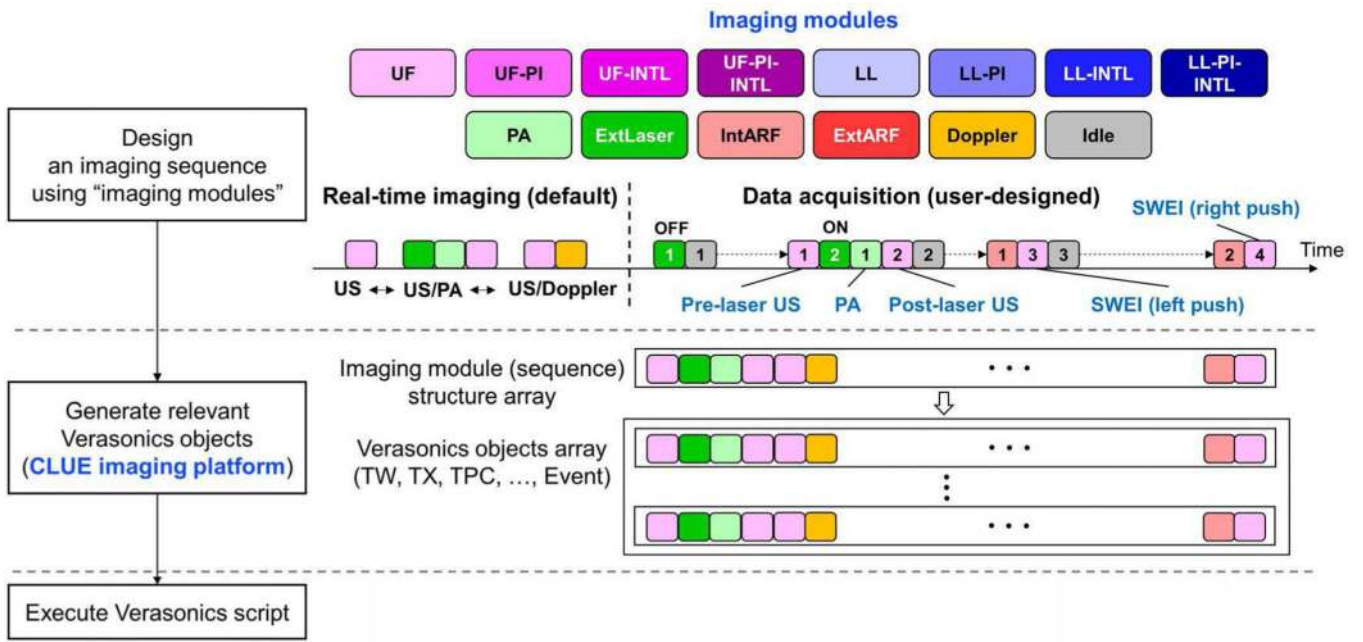 Imaging modules
UF
UF-PI
UF-INTL
UF-PI-
INTL
LL
LL-PI
LL-INTL
LL-PI-
INTL
PA
ExtLaser
IntARF
ExtARF
Doppler
Idle
Design
an imaging sequence
using “imaging modules”
Real-time imaging (default)
Data acquisition (user-designed)
SWEI (right push)
OFF
ON
1 1 1 2 1 2 2 1 3 3 2 4
Time
US US/PA US/Doppler
Pre-laser US PA Post-laser US SWEI (left push)
Generate relevant
Verasonics objects
(CLUE imaging platform)
Imaging module (sequence)
structure array
Verasonics objects array
(TW, TX, TPC, …, Event)
Execute Verasonics script